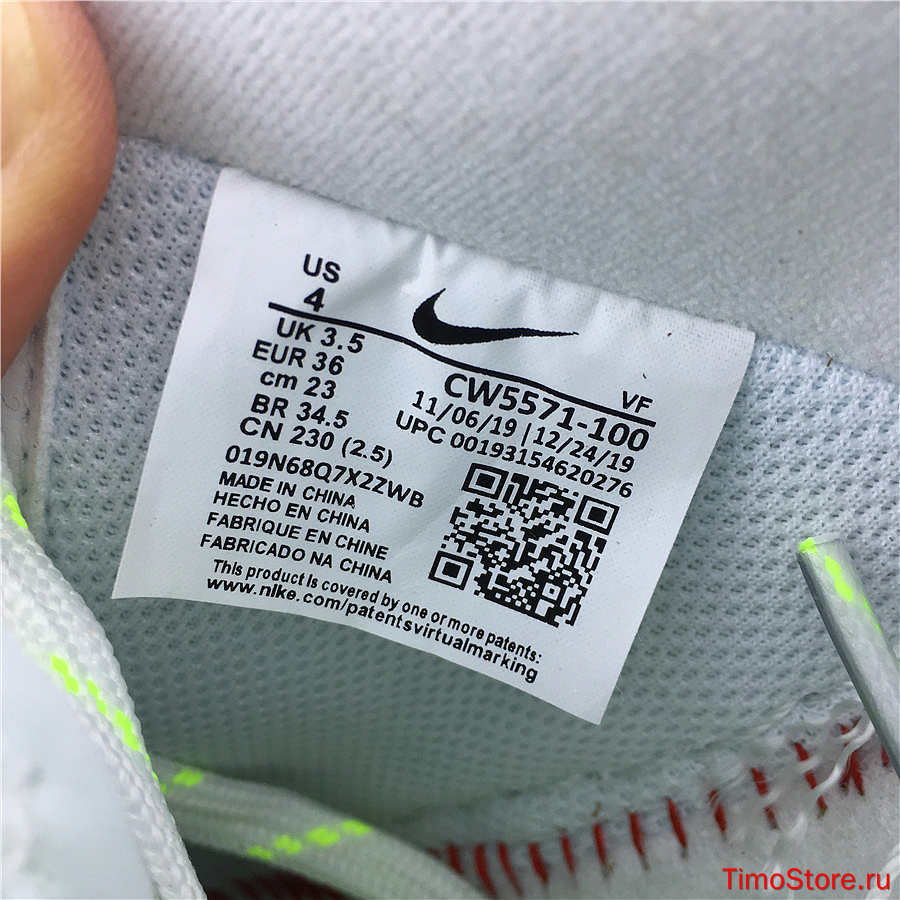 US
4
UK 3.5
EUR 36
cm 23
BR 34.5
CN 230 (2.5)
019N68Q7X2ZWB
MADE IN CHINA
HECHO EN CHINA
FABRIQUE EN CHINE
FABRICADO NA CHINA
VF
CW5571-100
11/06/19 | 12/24/19
UPC 00193154620276
This product is covered by one or more patents:
www.nike.com/patentsvirtualmarking
TimoStore.ru